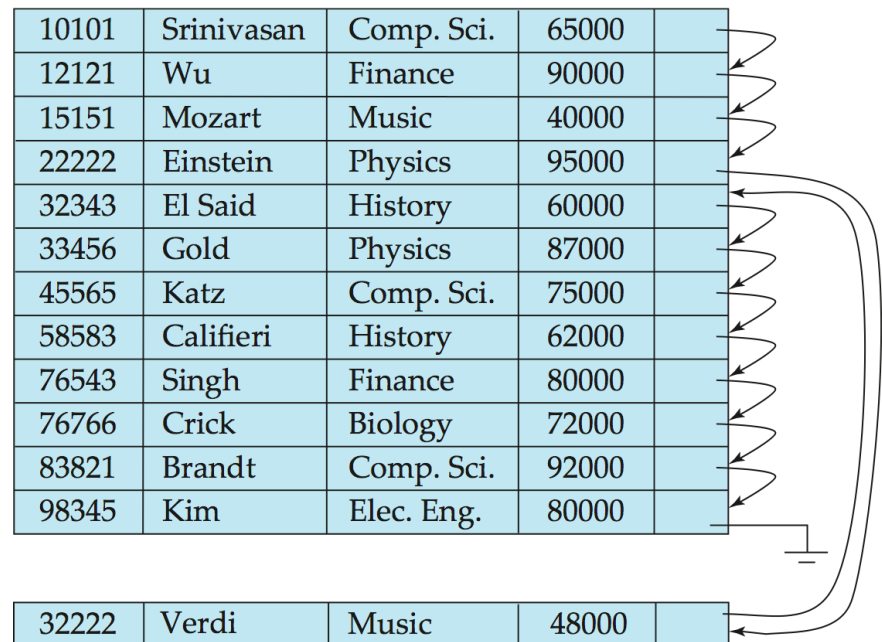 10101 Srinivasan Comp. Sci. 65000
12121 Wu Finance 90000
15151 Mozart Music 40000
22222 Einstein Physics 95000
32343 El Said History 60000
33456 Gold Physics 87000
45565 Katz Comp. Sci. 75000
58583 Califieri History 62000
76543 Singh Finance 80000
76766 Crick Biology 72000
83821 Brandt Comp. Sci. 92000
98345 Kim Elec. Eng. 80000
32222 Verdi Music 48000